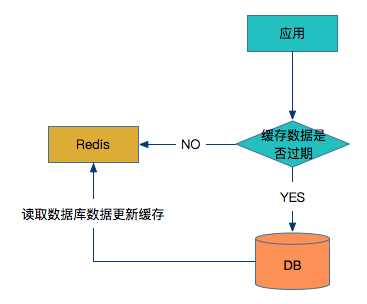 应用
缓存数据是
否过期
Redis
NO
YES
读取数据库数据更新缓存
DB